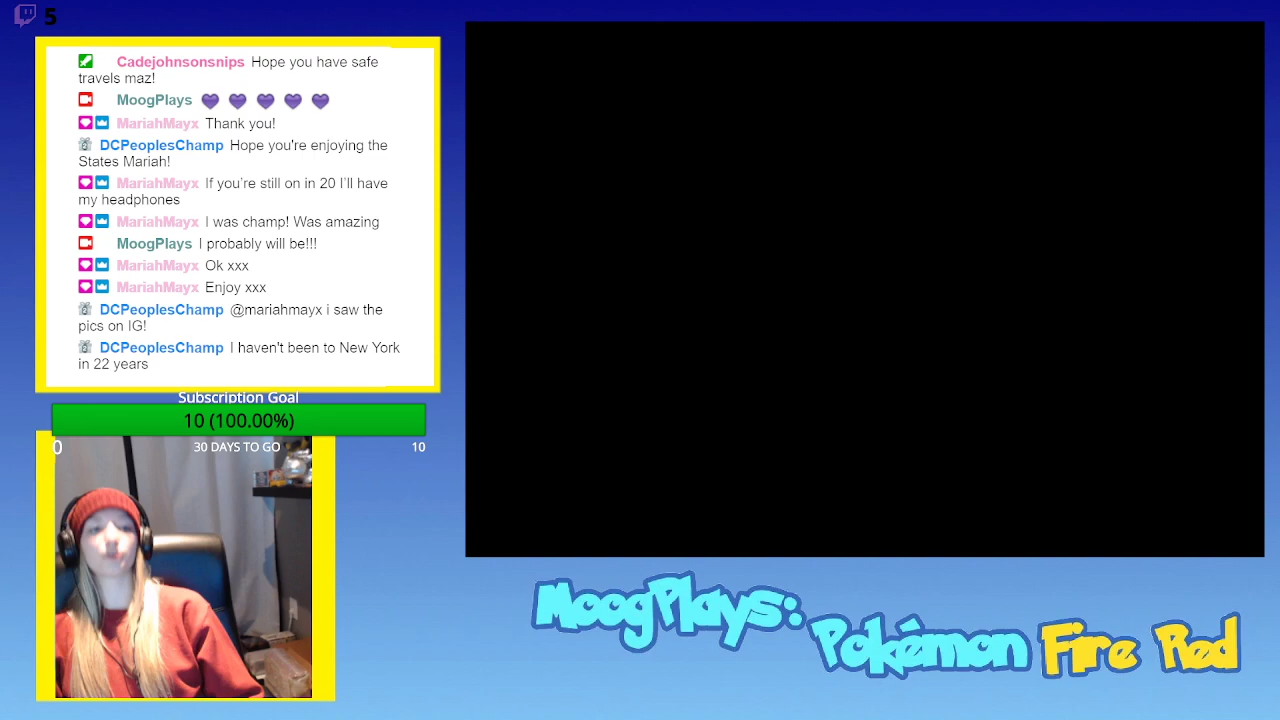 5
Cadejohnsonsnips Hope you have safe
travels maz!
MoogPlays 💜 💜 💜 💜 💜
MariahMayx Thank you!
DCPeoplesChamp Hope you're enjoying the
States Mariah!
MariahMayx If you're still on in 20 I'll have
my headphones
MariahMayx I was champ! Was amazing
MoogPlays I probably will be!!!
MariahMayx Ok xxx
MariahMayx Enjoy xxx
DCPeoplesChamp @mariahmayx i saw the
pics on IG!
DCPeoplesChamp I haven't been to New York
in 22 years
Subscription Goal
10 (100.00%)
0 30 DAYS TO GO 10
MoogPlays:
Pokémon Fire Red